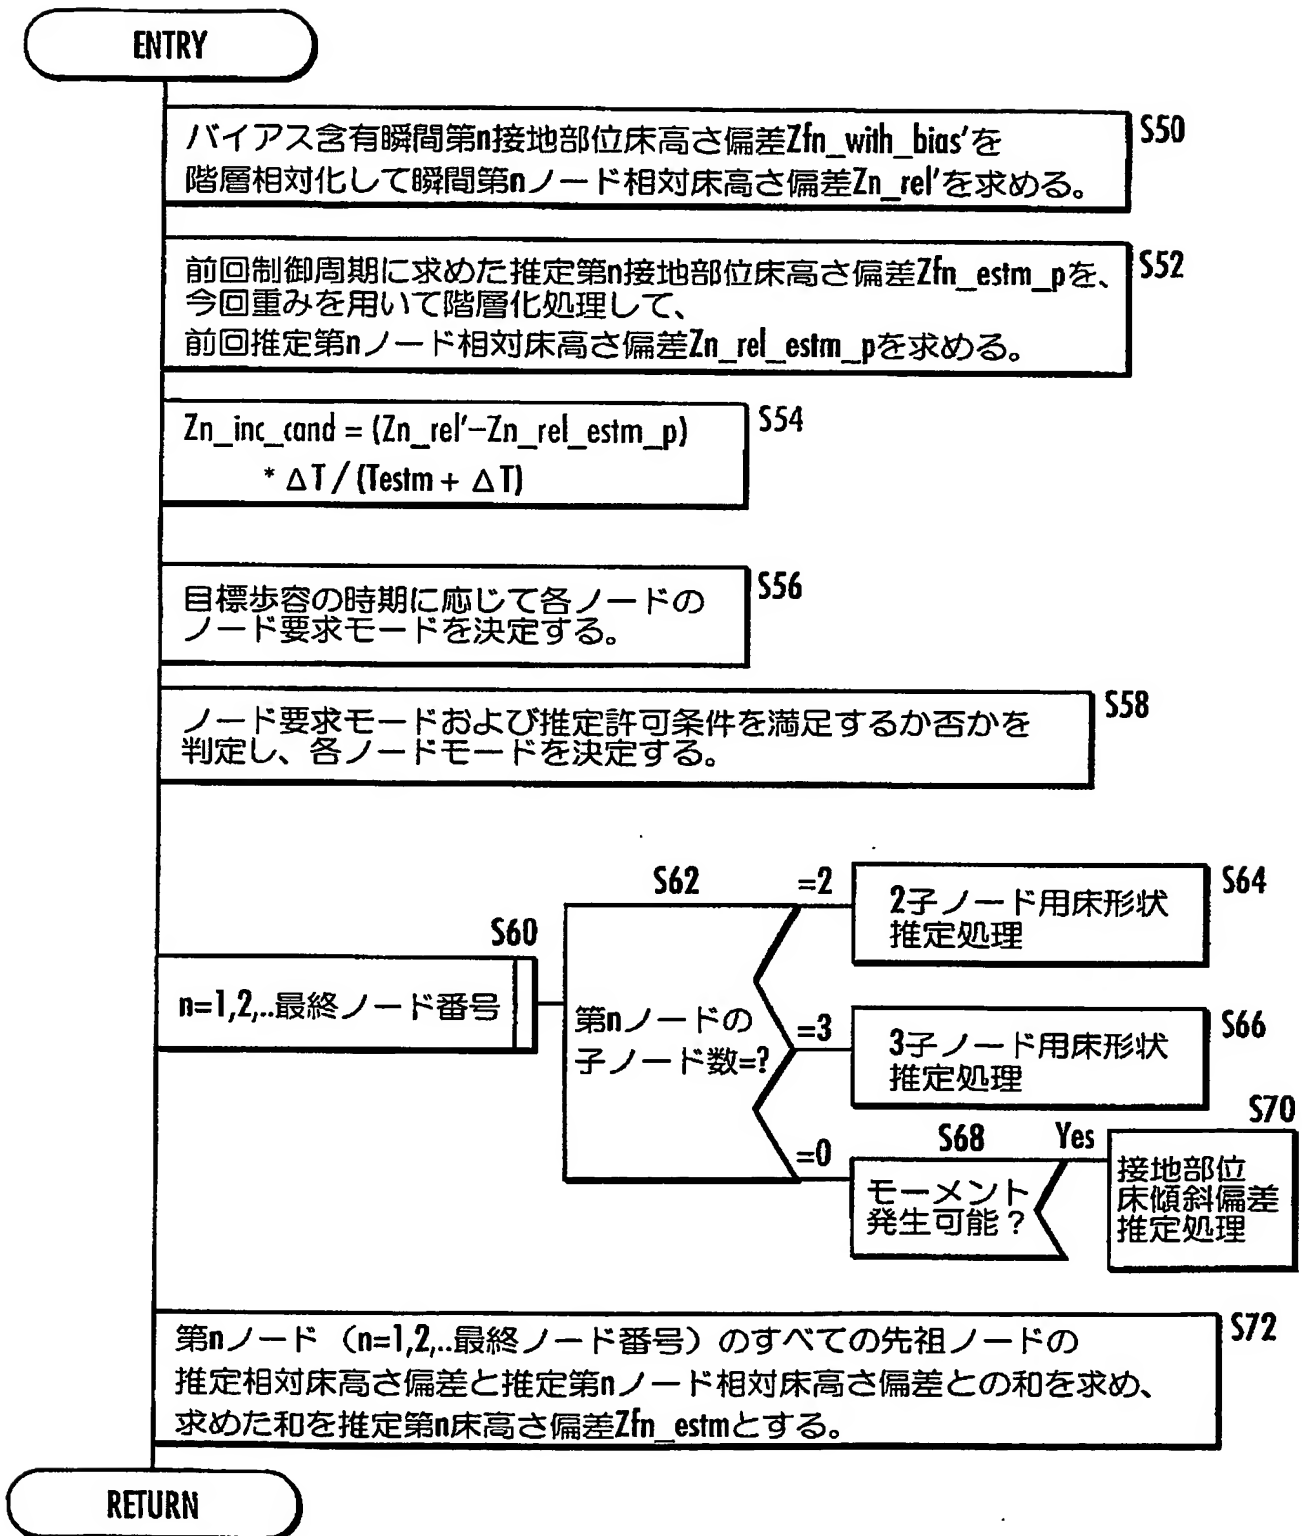 ENTRY
S50
バイアス含有瞬間第n接地部位床高さ偏差Zfn_with_bias'を
階層相対化して瞬間第nノード相対床高さ偏差Zn_rel'を求める。
S52
前回制御周期に求めた推定第n接地部位床高さ偏差Zfn_estm_pを、
今回重みを用いて階層化処理して、
前回推定第nノード相対床高さ偏差Zn_rel_estm_pを求める。
S54
Zn_inc_cand = (Zn_rel'−Zn_rel_estm_p)
* ΔT / (Testm + ΔT)
S56
目標歩容の時期に応じて各ノードの
ノード要求モードを決定する。
S58
ノード要求モードおよび推定許可条件を満足するか否かを
判定し、各ノードモードを決定する。
S60
n=1,2,..最終ノード番号
S62
第nノードの
子ノード数=?
=2
S64
2子ノード用床形状
推定処理
=3
S66
3子ノード用床形状
推定処理
=0
S68
モーメント
発生可能？
Yes
S70
接地部位
床傾斜偏差
推定処理
S72
第nノード（n=1,2,..最終ノード番号）のすべての先祖ノードの
推定相対床高さ偏差と推定第nノード相対床高さ偏差との和を求め、
求めた和を推定第n床高さ偏差Zfn_estmとする。
RETURN